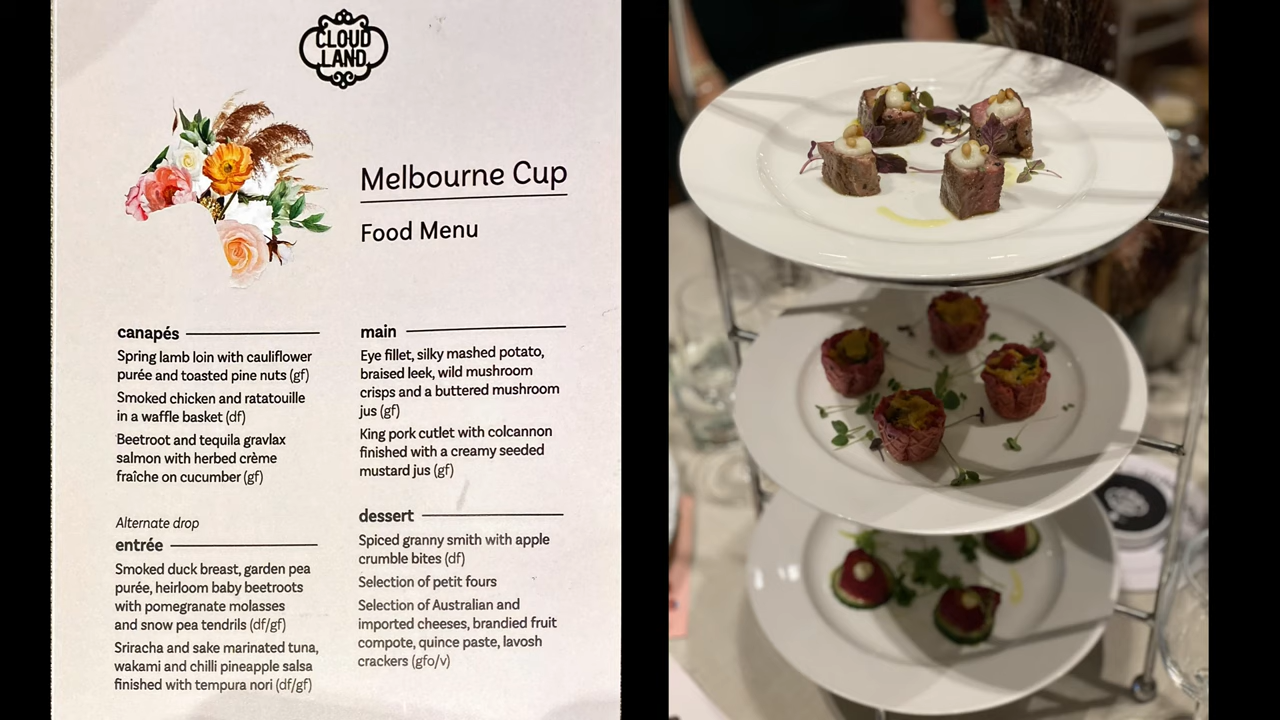 CLOUD
LAND
Melbourne Cup
Food Menu
canapés
Spring lamb loin with cauliflower
purée and toasted pine nuts (gf)
Smoked chicken and ratatouille
in a waffle basket (df)
Beetroot and tequila gravlax
salmon with herbed crème
fraîche on cucumber (gf)
Alternate drop
entrée
Smoked duck breast, garden pea
purée, heirloom baby beetroots
with pomegranate molasses
and snow pea tendrils (df/gf)
Sriracha and sake marinated tuna,
wakami and chilli pineapple salsa
finished with tempura nori (df/gf)
main
Eye fillet, silky mashed potato,
braised leek, wild mushroom
crisps and a buttered mushroom
jus (gf)
King pork cutlet with colcannon
finished with a creamy seeded
mustard jus (gf)
dessert
Spiced granny smith with apple
crumble bites (df)
Selection of petit fours
Selection of Australian and
imported cheeses, brandied fruit
compote, quince paste, lavosh
crackers (gfo/v)